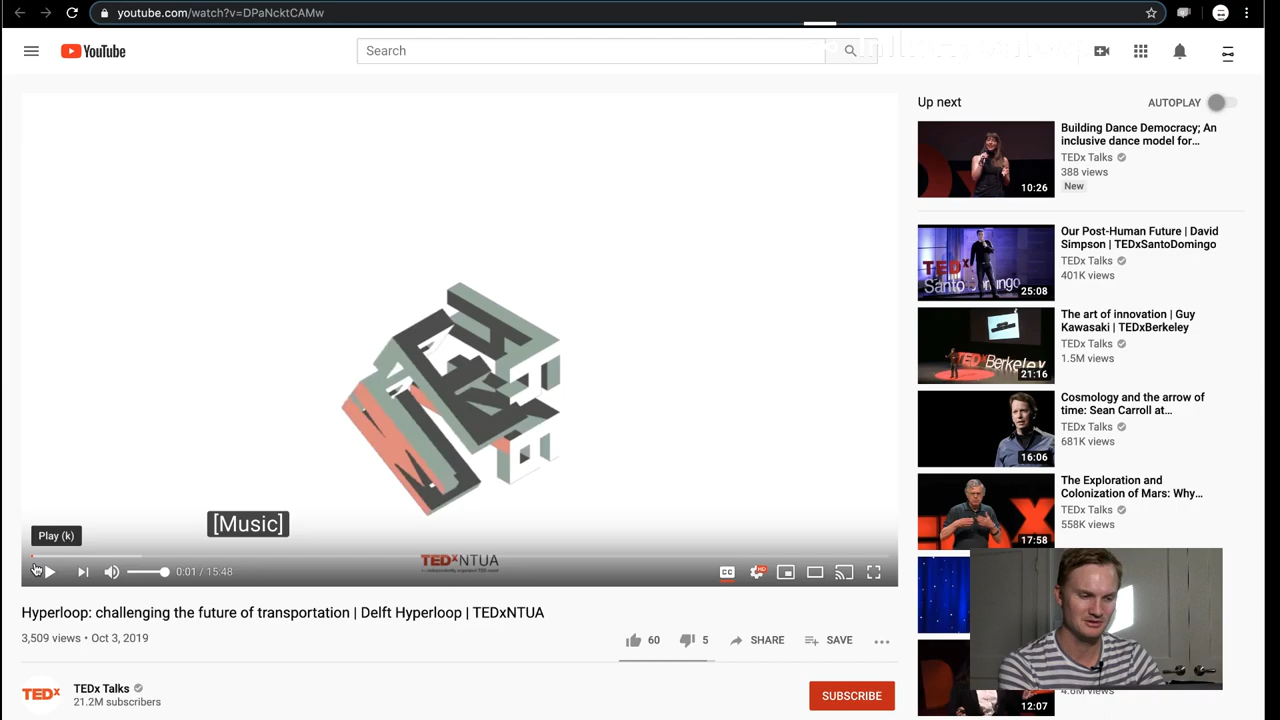 youtube.com/watch?v=DPaNcktCAMw
YouTube
Search
Up next
AUTOPLAY
Building Dance Democracy; An
inclusive dance model for…
TEDx Talks
388 views
New
10:26
Our Post-Human Future | David
Simpson | TEDxSantoDomingo
TEDx Talks
401K views
TEDx
Santo Domingo
25:08
The art of innovation | Guy
Kawasaki | TEDxBerkeley
TEDx Talks
1.5M views
TEDxBerkeley
21:16
Cosmology and the arrow of
time: Sean Carroll at…
TEDx Talks
681K views
16:06
The Exploration and
Colonization of Mars: Why…
TEDx Talks
558K views
17:58
12:07
[Music]
Play (k)
TEDxNTUA
0:01 / 15:48
CC
HD
Hyperloop: challenging the future of transportation | Delft Hyperloop | TEDxNTUA
3,509 views • Oct 3, 2019
60
5
SHARE
SAVE
TEDx
TEDx Talks
21.2M subscribers
SUBSCRIBE